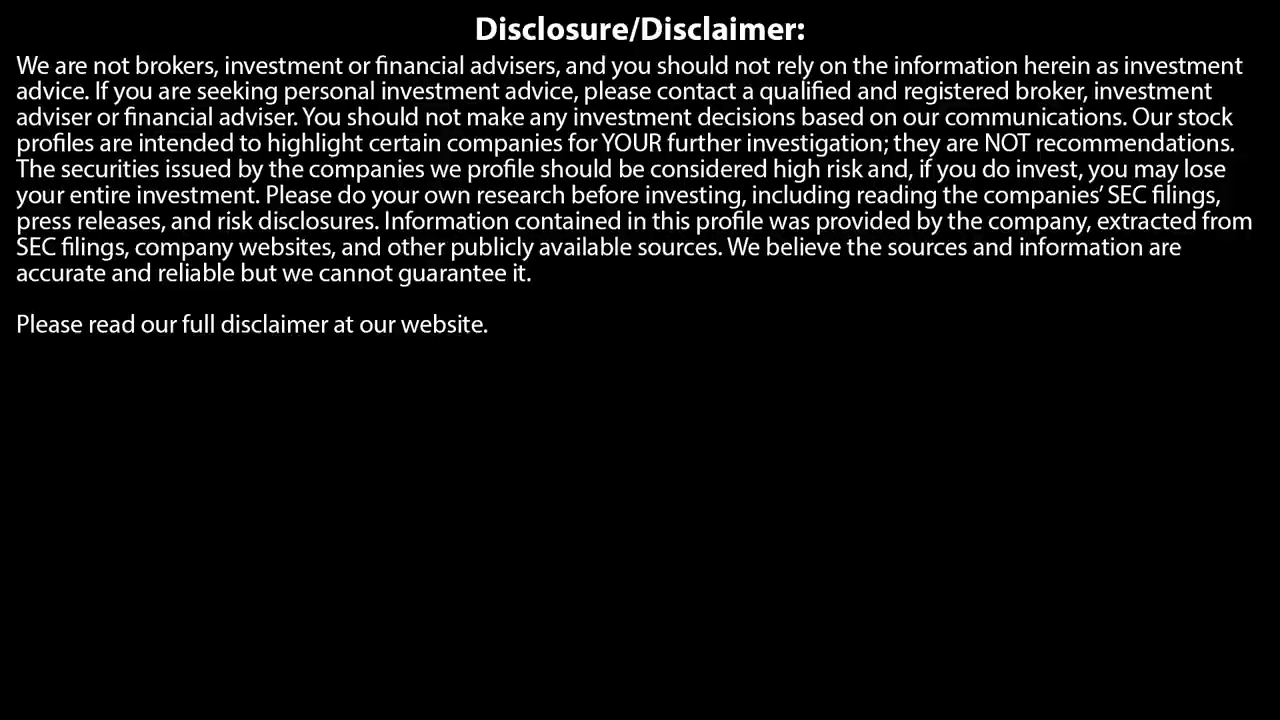 Disclosure/Disclaimer:
We are not brokers, investment or financial advisers, and you should not rely on the information herein as investment
advice. If you are seeking personal investment advice, please contact a qualified and registered broker, investment
adviser or financial adviser. You should not make any investment decisions based on our communications. Our stock
profiles are intended to highlight certain companies for YOUR further investigation; they are NOT recommendations.
The securities issued by the companies we profile should be considered high risk and, if you do invest, you may lose
your entire investment. Please do your own research before investing, including reading the companies’ SEC filings,
press releases, and risk disclosures. Information contained in this profile was provided by the company, extracted from
SEC filings, company websites, and other publicly available sources. We believe the sources and information are
accurate and reliable but we cannot guarantee it.
Please read our full disclaimer at our website.